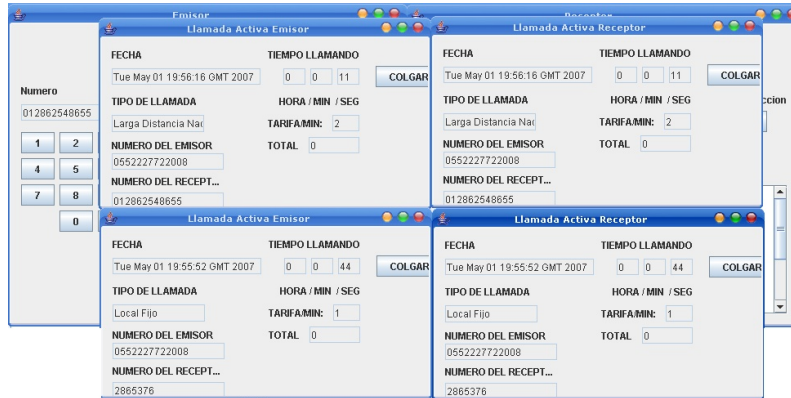 Emisor
Receptor
Numero
012862548655
1 2
4 5
7 8
0
ccion
Llamada Activa Emisor
FECHA
TIEMPO LLAMANDO
Tue May 01 19:56:16 GMT 2007
0 0 11
COLGAR
TIPO DE LLAMADA
HORA / MIN / SEG
Larga Distancia Nac
TARIFA/MIN: 2
NUMERO DEL EMISOR
TOTAL 0
0552227722008
NUMERO DEL RECEPT...
012862548655
Llamada Activa Receptor
FECHA
TIEMPO LLAMANDO
Tue May 01 19:56:16 GMT 2007
0 0 11
COLGAR
TIPO DE LLAMADA
HORA / MIN / SEG
Larga Distancia Nac
TARIFA/MIN: 2
NUMERO DEL EMISOR
TOTAL 0
0552227722008
NUMERO DEL RECEPT...
012862548655
Llamada Activa Emisor
FECHA
TIEMPO LLAMANDO
Tue May 01 19:55:52 GMT 2007
0 0 44
COLGAR
TIPO DE LLAMADA
HORA / MIN / SEG
Local Fijo
TARIFA/MIN: 1
NUMERO DEL EMISOR
TOTAL 0
0552227722008
NUMERO DEL RECEPT...
2865376
Llamada Activa Receptor
FECHA
TIEMPO LLAMANDO
Tue May 01 19:55:52 GMT 2007
0 0 44
COLGAR
TIPO DE LLAMADA
HORA / MIN / SEG
Local Fijo
TARIFA/MIN: 1
NUMERO DEL EMISOR
TOTAL 0
0552227722008
NUMERO DEL RECEPT...
2865376